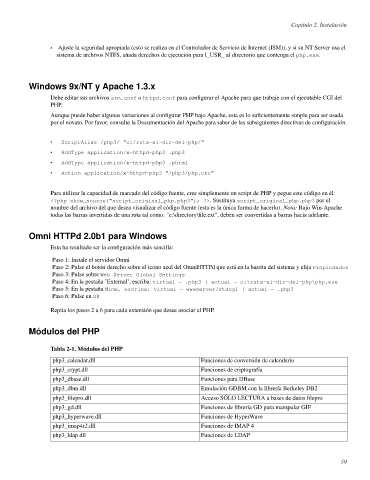 Capítulo 2. Instalación
• Ajuste la seguridad apropiada (esto se realiza en el Controlador de Servicio de Internet (ISM)), y si su NT Server usa el
sistema de archivos NTFS, añada derechos de ejecución para I_USR_ al directorio que contenga el php.exe.
Windows 9x/NT y Apache 1.3.x
Debe editar sus archivos srm.conf o httpd.conf para configurar el Apache para que trabaje con el ejecutable CGI del
PHP.
Aunque puede haber algunas variaciones al configurar PHP bajo Apache, esta es lo suficientemente simple para ser usada
por el novato. Por favor, consulte la Documentación del Apache para saber de las subsiguientes directivas de configuración.
• ScriptAlias /php3/ "c:/ruta-al-dir-del-php/"
• AddType application/x-httpd-php3 .php3
• AddType application/x-httpd-php3 .phtml
• Action application/x-httpd-php3 "/php3/php.exe"
Para utilizar la capacidad de marcado del código fuente, cree simplemente un script de PHP y pegue este código en él:
<?php show_source("script_original_php.php3"); ?>. Sustituya script_original_php.php3 por el
nombre del archivo del que desea visualizar el código fuente (esta es la única forma de hacerlo). Nota: Bajo Win-Apache
todas las barras invertidas de una ruta tal como: "c:\directory\file.ext", deben ser convertidas a barras hacia adelante.
Omni HTTPd 2.0b1 para Windows
Esta ha resultado ser la configuración más sencilla:
Paso 1: Instale el servidor Omni
Paso 2: Pulse el botón derecho sobre el icono azul del OmniHTTPd que está en la barrita del sistema y elija Propiedades
Paso 3: Pulse sobre Web Server Global Settings
Paso 4: En la pestaña 'External', escriba: virtual = .php3 | actual = c:\ruta-al-dir-del-php\php.exe
Paso 5: En la pestaña Mime, escriba: virtual = wwwserver/stdcgi | actual = .php3
Paso 6: Pulse en OK
Repita los pasos 2 a 6 para cada extensión que desee asociar al PHP.
Módulos del PHP
Tabla 2-1. Módulos del PHP
php3_calendar.dll Funciones de conversión de calendario
php3_crypt.dll Funciones de criptografía
php3_dbase.dll Funciones para DBase
php3_dbm.dll Emulación GDBM con la librería Berkeley DB2
php3_filepro.dll Acceso SÓLO LECTURA a bases de datos filepro
php3_gd.dll Funciones de librería GD para manipular GIF
php3_hyperwave.dll Funciones de HyperWave
php3_imap4r2.dll Funciones de IMAP 4
php3_ldap.dll Funciones de LDAP
39